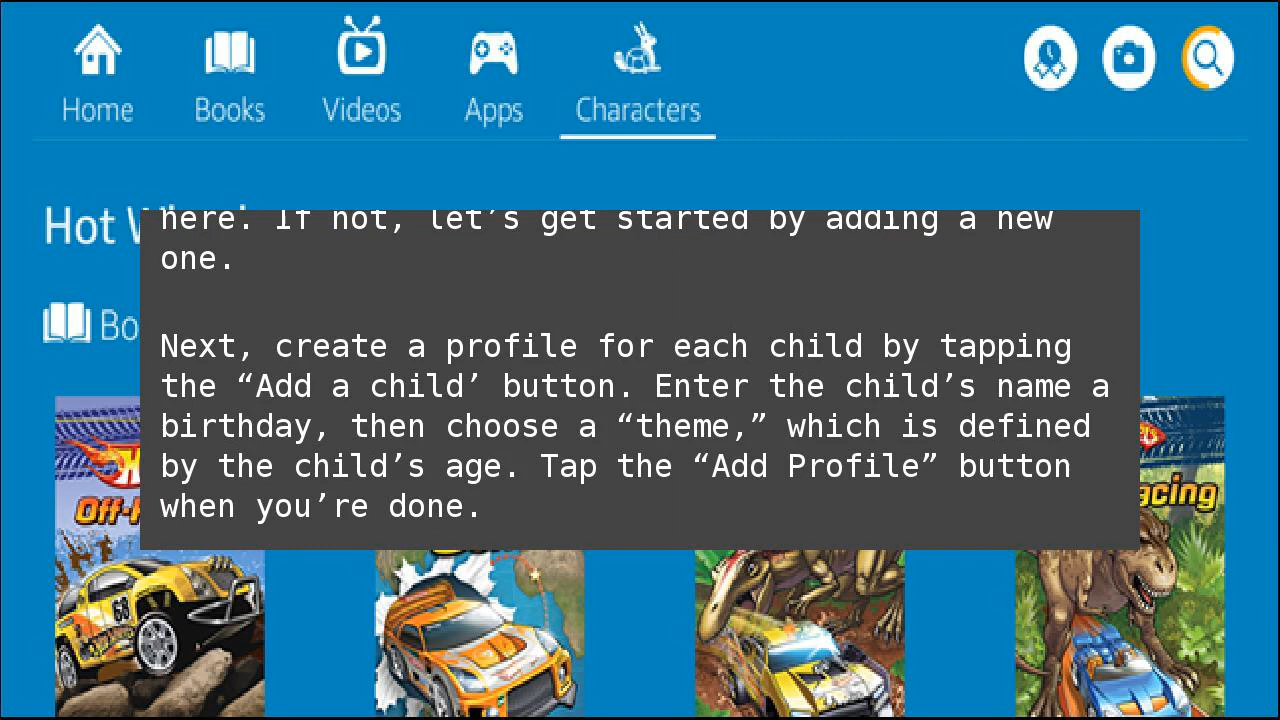 Home Books Videos Apps Characters
Hot
here. If not, let’s get started by adding a new
one.
Next, create a profile for each child by tapping
the “Add a child’ button. Enter the child’s name a
birthday, then choose a “theme,” which is defined
by the child’s age. Tap the “Add Profile” button
when you’re done.
68